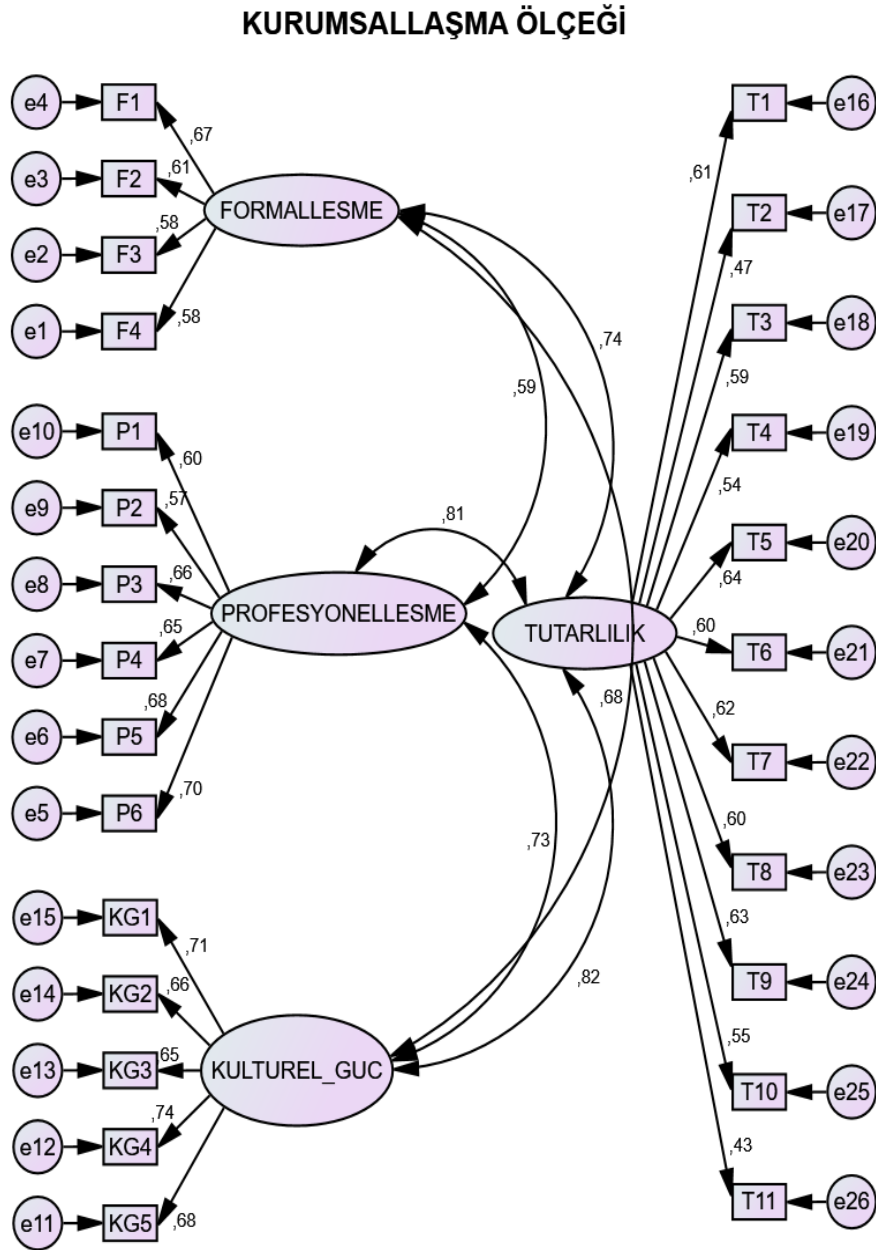 KURUMSALLAŞMA ÖLÇEĞİ
e4 F1 ,67
e3 F2 ,61
e2 F3 ,58
e1 F4 ,58
FORMALLESME
e10 P1 ,60
e9 P2 ,57
e8 P3 ,66
e7 P4 ,65
e6 P5 ,68
e5 P6 ,70
PROFESYONELLESME
e15 KG1 ,71
e14 KG2 ,66
e13 KG3 ,65
e12 KG4 ,74
e11 KG5 ,68
KULTUREL_GUC
,74
,59
,81
,68
,73
,82
TUTARLILIK
,61 T1 e16
,47 T2 e17
,59 T3 e18
,54 T4 e19
,64 T5 e20
,60 T6 e21
,62 T7 e22
,60 T8 e23
,63 T9 e24
,55 T10 e25
,43 T11 e26